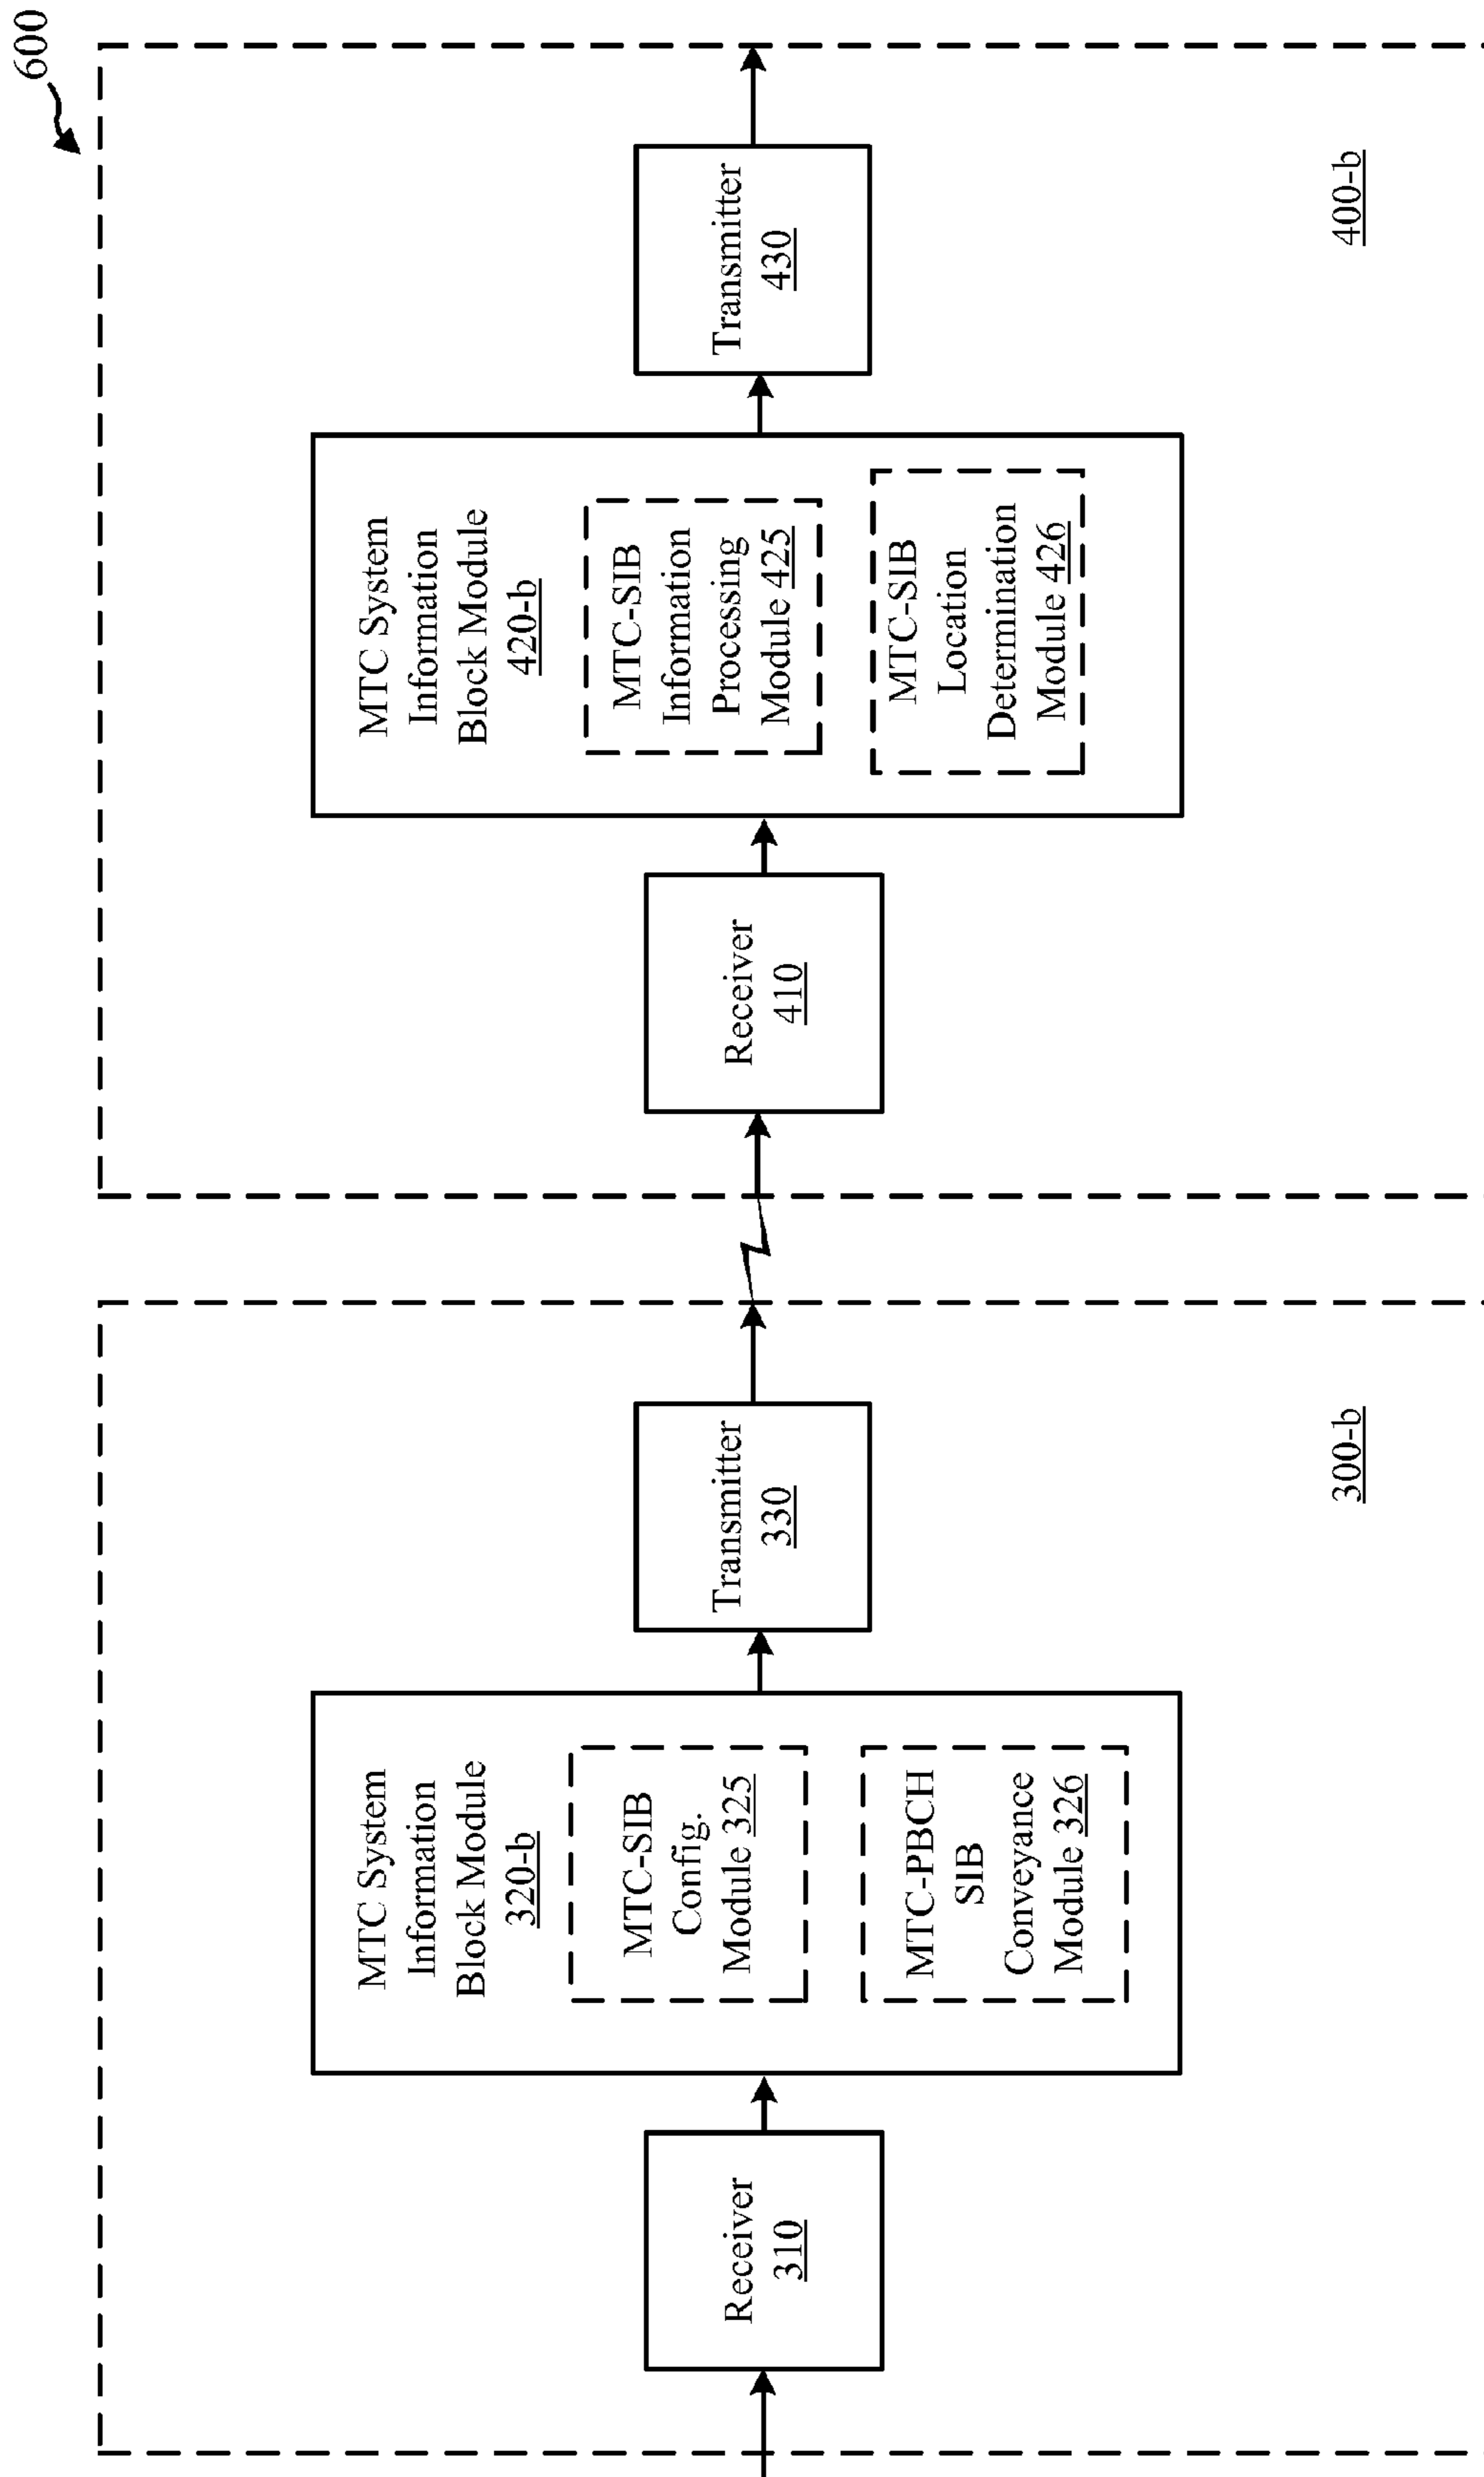 600
Receiver
310
MTC System
Information
Block Module
320-b
MTC-SIB
Config.
Module 325
MTC-PBCH
SIB
Conveyance
Module 326
Transmitter
330
300-b
Receiver
410
MTC System
Information
Block Module
420-b
MTC-SIB
Information
Processing
Module 425
MTC-SIB
Location
Determination
Module 426
Transmitter
430
400-b